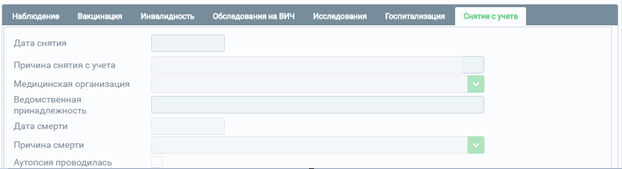 Наблюдение Вакцинация Инвалидность Обследования на ВИЧ Исследования Госпитализация Снятие с учета
Дата снятия
Причина снятия с учета
Медицинская организация
Ведомственная
принадлежность
Дата смерти
Причина смерти
Аутопсия проводилась